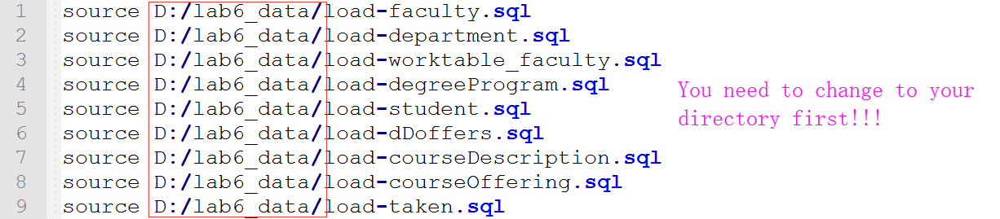 1 source D:/lab6_data/load-faculty.sql
2 source D:/lab6_data/load-department.sql
3 source D:/lab6_data/load-worktable_faculty.sql
4 source D:/lab6_data/load-degreeProgram.sql
5 source D:/lab6_data/load-student.sql
6 source D:/lab6_data/load-dDoffers.sql
7 source D:/lab6_data/load-courseDescription.sql
8 source D:/lab6_data/load-courseOffering.sql
9 source D:/lab6_data/load-taken.sql
You need to change to your
directory first!!!